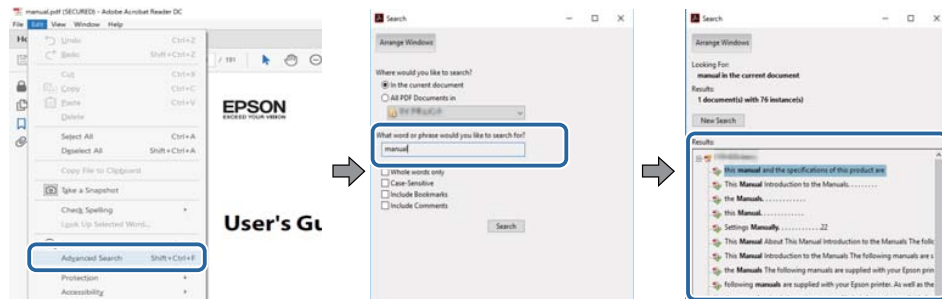 manual.pdf (SECURED) - Adobe Acrobat Reader DC
File Edit View Window Help
Undo Ctrl+Z
Redo Shift+Ctrl+Z
Cut Ctrl+X
Copy Ctrl+C
Paste Ctrl+V
Delete
Select All Ctrl+A
Deselect All Shift+Ctrl+A
Copy File to Clipboard
Take a Snapshot
Check Spelling
Look Up Selected Word...
Advanced Search Shift+Ctrl+F
Protection
Accessibility
/ 191
EPSON
EXCEED YOUR VISION
User's Gu
Search
Arrange Windows
Where would you like to search?
In the current document
All PDF Documents in
What word or phrase would you like to search for?
manual
Whole words only
Case-Sensitive
Include Bookmarks
Include Comments
Search
Search
Arrange Windows
Looking For:
manual in the current document
Results:
1 document(s) with 76 instance(s)
New Search
Results:
this manual and the specifications of this product are
This Manual Introduction to the Manuals. . . . . . . . .
the Manuals. . . . . . . . . . . . .
this Manual. . . . . . . . . . . . .
Settings Manually. . . . . . . . . . . . .22
This Manual About This Manual Introduction to the Manuals The follo
This Manual Introduction to the Manuals The following manuals are s
the Manuals The following manuals are supplied with your Epson prin
following manuals are supplied with your Epson printer. As well as the